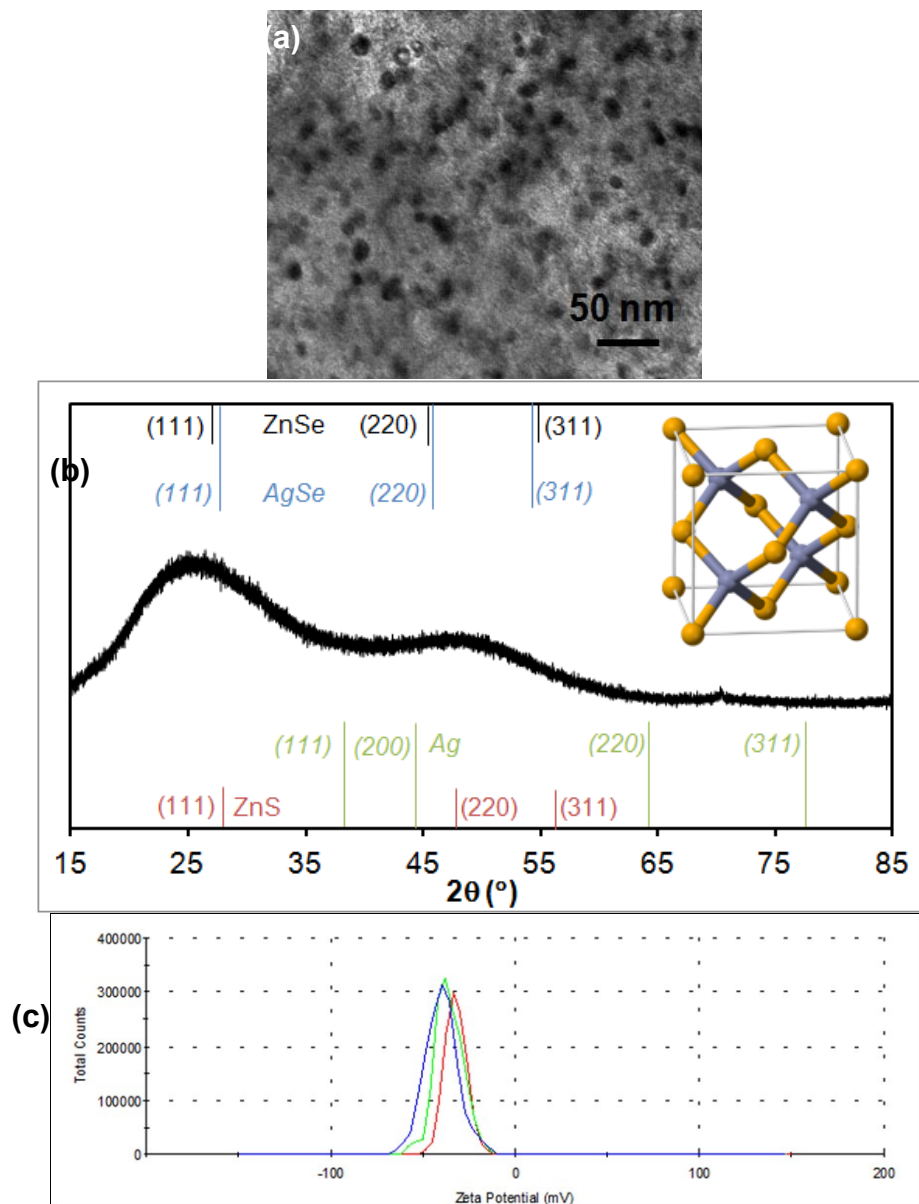 (a)
50 nm
(111) ZnSe (220) (311)
(b)
(111) AgSe (220) (311)
(111) (200) Ag (220) (311)
(111) ZnS (220) (311)
15 25 35 45 55 65 75 85
2θ (°)
(c)
400000
300000
200000
100000
0
Total Counts
-100 0 100 200
Zeta Potential (mV)